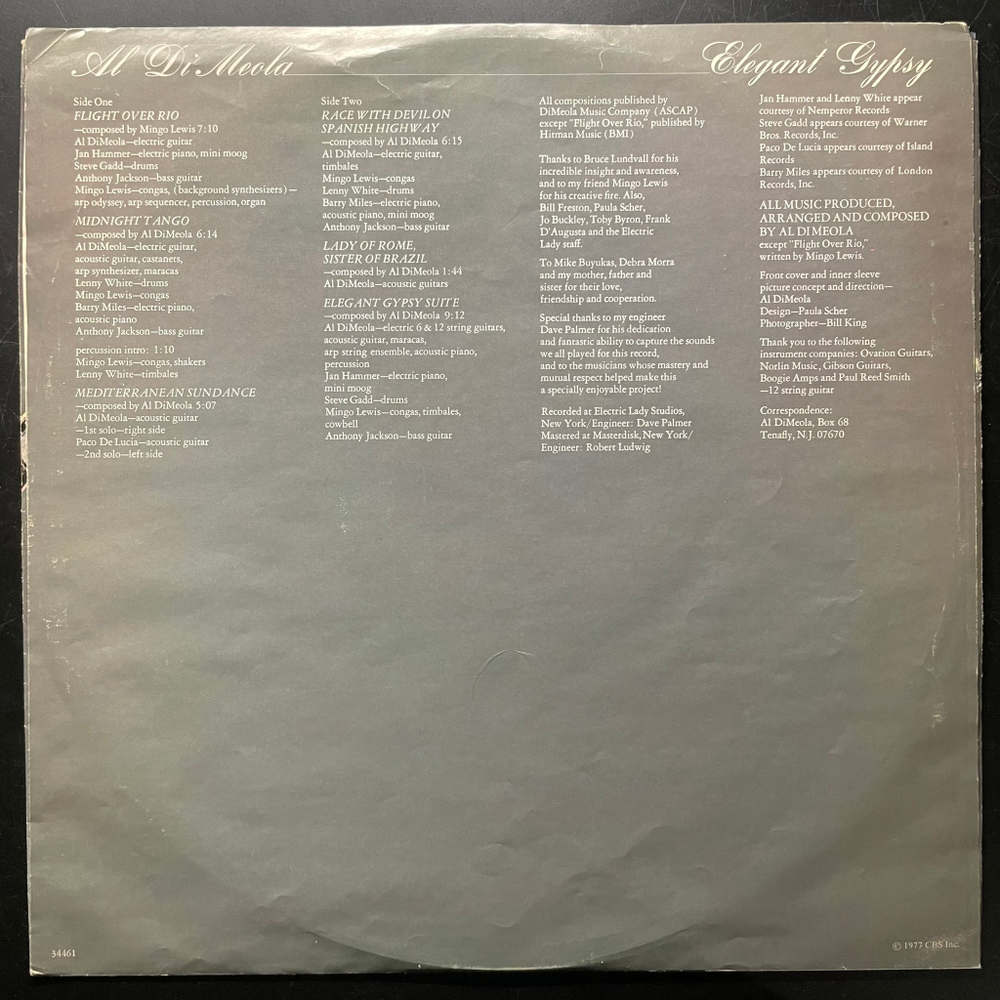 Al Di Meola
Elegant Gypsy
Side One
FLIGHT OVER RIO
—composed by Mingo Lewis 7:10
Al DiMeola—electric guitar
Jan Hammer—electric piano, mini moog
Steve Gadd—drums
Anthony Jackson—bass guitar
Mingo Lewis—congas, (background synthesizers)—
arp odyssey, arp sequencer, percussion, organ
MIDNIGHT TANGO
—composed by Al DiMeola 6:14
Al DiMeola—electric guitar,
acoustic guitar, castanets,
arp synthesizer, maracas
Lenny White—drums
Mingo Lewis—congas
Barry Miles—electric piano,
acoustic piano
Anthony Jackson—bass guitar
percussion intro: 1:10
Mingo Lewis—congas, shakers
Lenny White—timbales
MEDITERRANEAN SUNDANCE
—composed by Al DiMeola 5:07
Al DiMeola—acoustic guitar
—1st solo—right side
Paco De Lucia—acoustic guitar
—2nd solo—left side
Side Two
RACE WITH DEVIL ON
SPANISH HIGHWAY
—composed by Al DiMeola 6:15
Al DiMeola—electric guitar,
timbales
Mingo Lewis—congas
Lenny White—drums
Barry Miles—electric piano,
acoustic piano, mini moog
Anthony Jackson—bass guitar
LADY OF ROME,
SISTER OF BRAZIL
—composed by Al DiMeola 1:44
Al DiMeola—acoustic guitars
ELEGANT GYPSY SUITE
—composed by Al DiMeola 9:12
Al DiMeola—electric 6 & 12 string guitars,
acoustic guitar, maracas,
arp string ensemble, acoustic piano,
percussion
Jan Hammer—electric piano,
mini moog
Steve Gadd—drums
Mingo Lewis—congas, timbales,
cowbell
Anthony Jackson—bass guitar
All compositions published by
DiMeola Music Company (ASCAP)
except "Flight Over Rio," published by
Hitman Music (BMI)
Thanks to Bruce Lundvall for his
incredible insight and awareness,
and to my friend Mingo Lewis
for his creative fire. Also,
Bill Freston, Paula Scher,
Jo Buckley, Toby Byron, Frank
D'Augusta and the Electric
Lady staff.
To Mike Buyukas, Debra Morra
and my mother, father and
sister for their love,
friendship and cooperation.
Special thanks to my engineer
Dave Palmer for his dedication
and fantastic ability to capture the sounds
we all played for this record,
and to the musicians whose mastery and
mutual respect helped make this
a specially enjoyable project!
Recorded at Electric Lady Studios,
New York/Engineer: Dave Palmer
Mastered at Masterdisk, New York/
Engineer: Robert Ludwig
Jan Hammer and Lenny White appear
courtesy of Nemperor Records
Steve Gadd appears courtesy of Warner
Bros. Records, Inc.
Paco De Lucia appears courtesy of Island
Records
Barry Miles appears courtesy of London
Records, Inc.
ALL MUSIC PRODUCED,
ARRANGED AND COMPOSED
BY AL DI MEOLA
except "Flight Over Rio,"
written by Mingo Lewis.
Front cover and inner sleeve
picture concept and direction—
Al DiMeola
Design—Paula Scher
Photographer—Bill King
Thank you to the following
instrument companies: Ovation Guitars,
Norlin Music, Gibson Guitars,
Boogie Amps and Paul Reed Smith
—12 string guitar
Correspondence:
Al DiMeola, Box 68
Tenafly, N.J. 07670
34461
© 1977 CBS Inc.